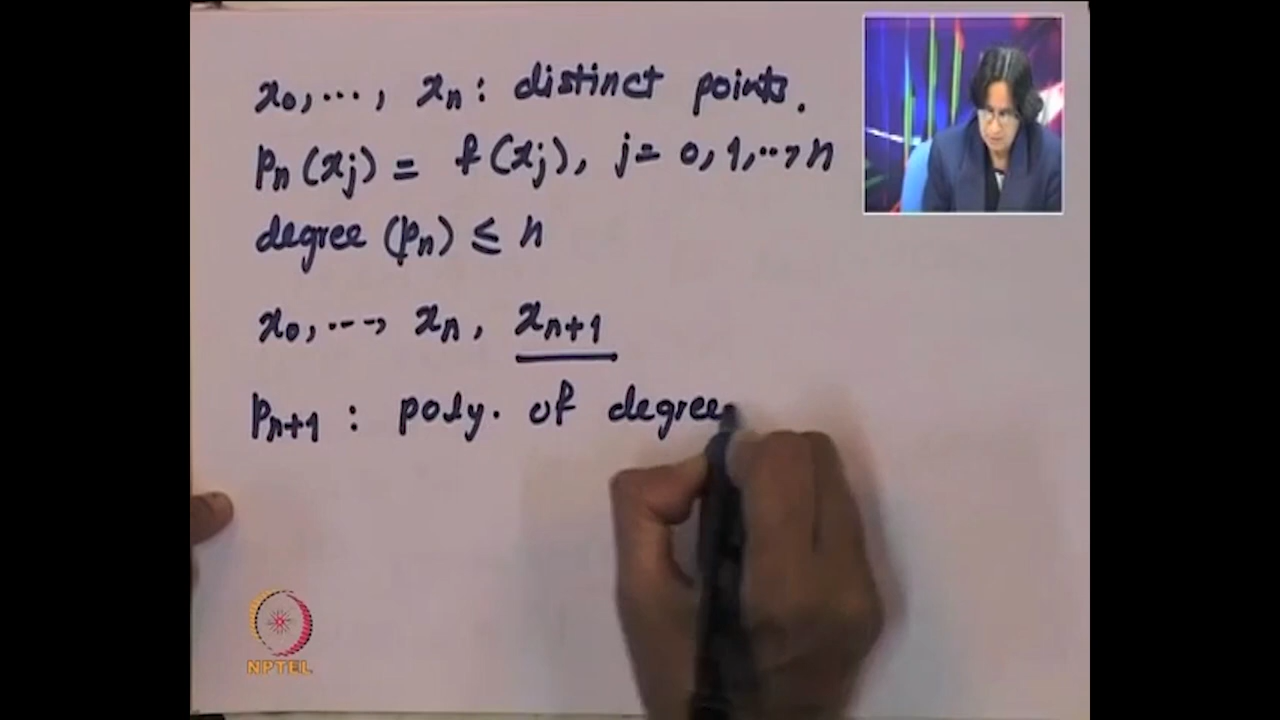 x₀, ..., xₙ : distinct points.
pₙ(xⱼ) = f(xⱼ), j = 0, 1, ..., n
degree (pₙ) ≤ n
x₀, ..., xₙ, xₙ₊₁
pₙ₊₁ : poly. of degree
NPTEL